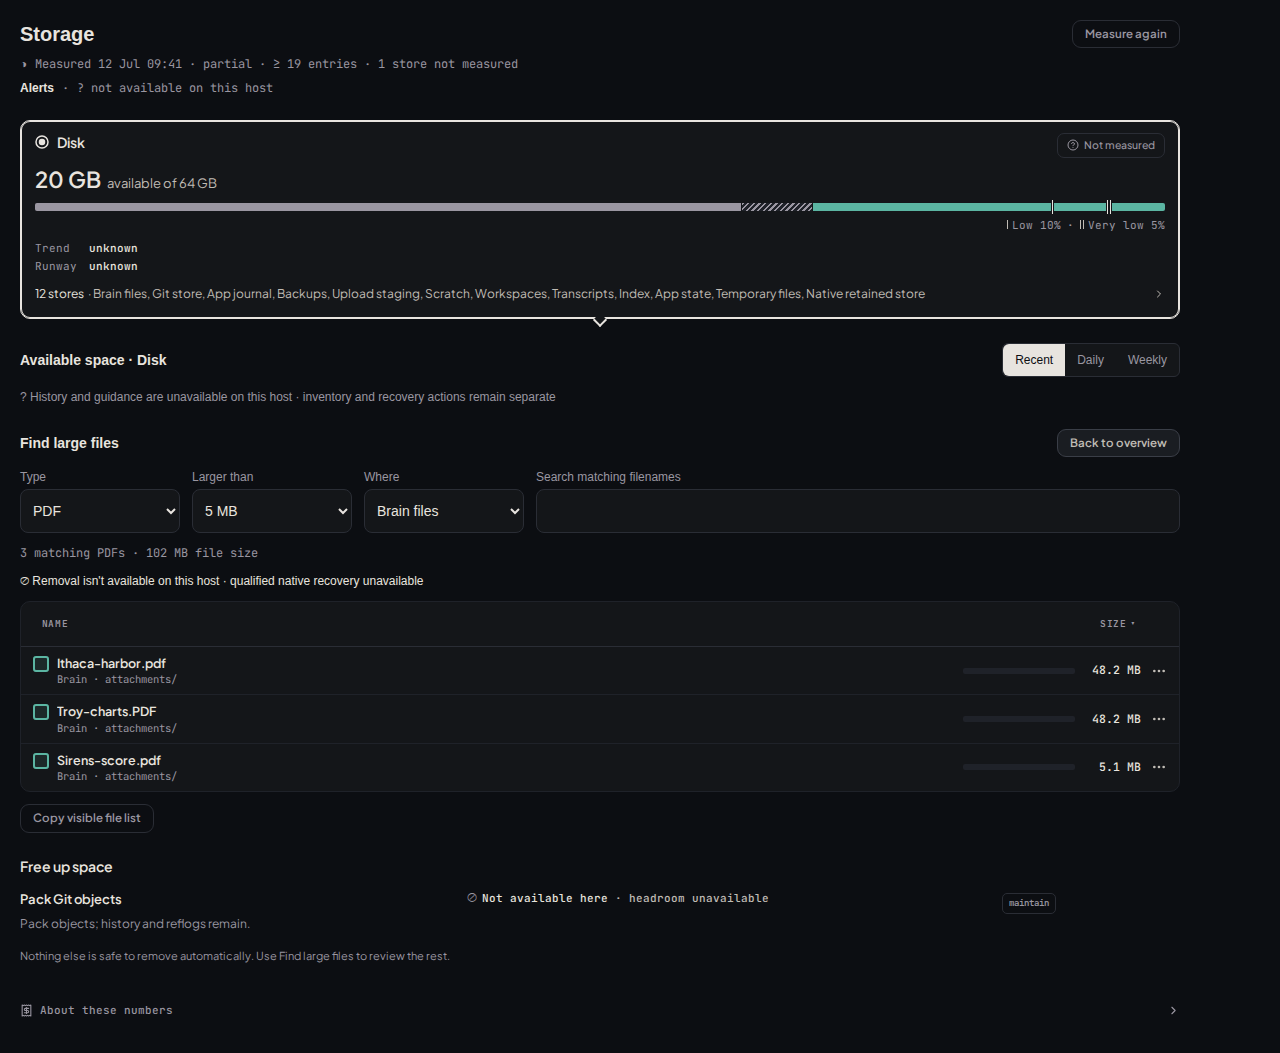 Storage
Measure again
Measured 12 Jul 09:41 · partial · ≥ 19 entries · 1 store not measured
Alerts · ? not available on this host
Disk
Not measured
20 GB available of 64 GB
Low 10% · Very low 5%
Trend unknown
Runway unknown
12 stores · Brain files, Git store, App journal, Backups, Upload staging, Scratch, Workspaces, Transcripts, Index, App state, Temporary files, Native retained store
Available space · Disk
Recent Daily Weekly
? History and guidance are unavailable on this host · inventory and recovery actions remain separate
Find large files
Back to overview
Type Larger than Where Search matching filenames
PDF 5 MB Brain files
3 matching PDFs · 102 MB file size
Removal isn't available on this host · qualified native recovery unavailable
NAME SIZE
Ithaca-harbor.pdf
Brain · attachments/
48.2 MB
Troy-charts.PDF
Brain · attachments/
48.2 MB
Sirens-score.pdf
Brain · attachments/
5.1 MB
Copy visible file list
Free up space
Pack Git objects
Not available here · headroom unavailable
maintain
Pack objects; history and reflogs remain.
Nothing else is safe to remove automatically. Use Find large files to review the rest.
About these numbers